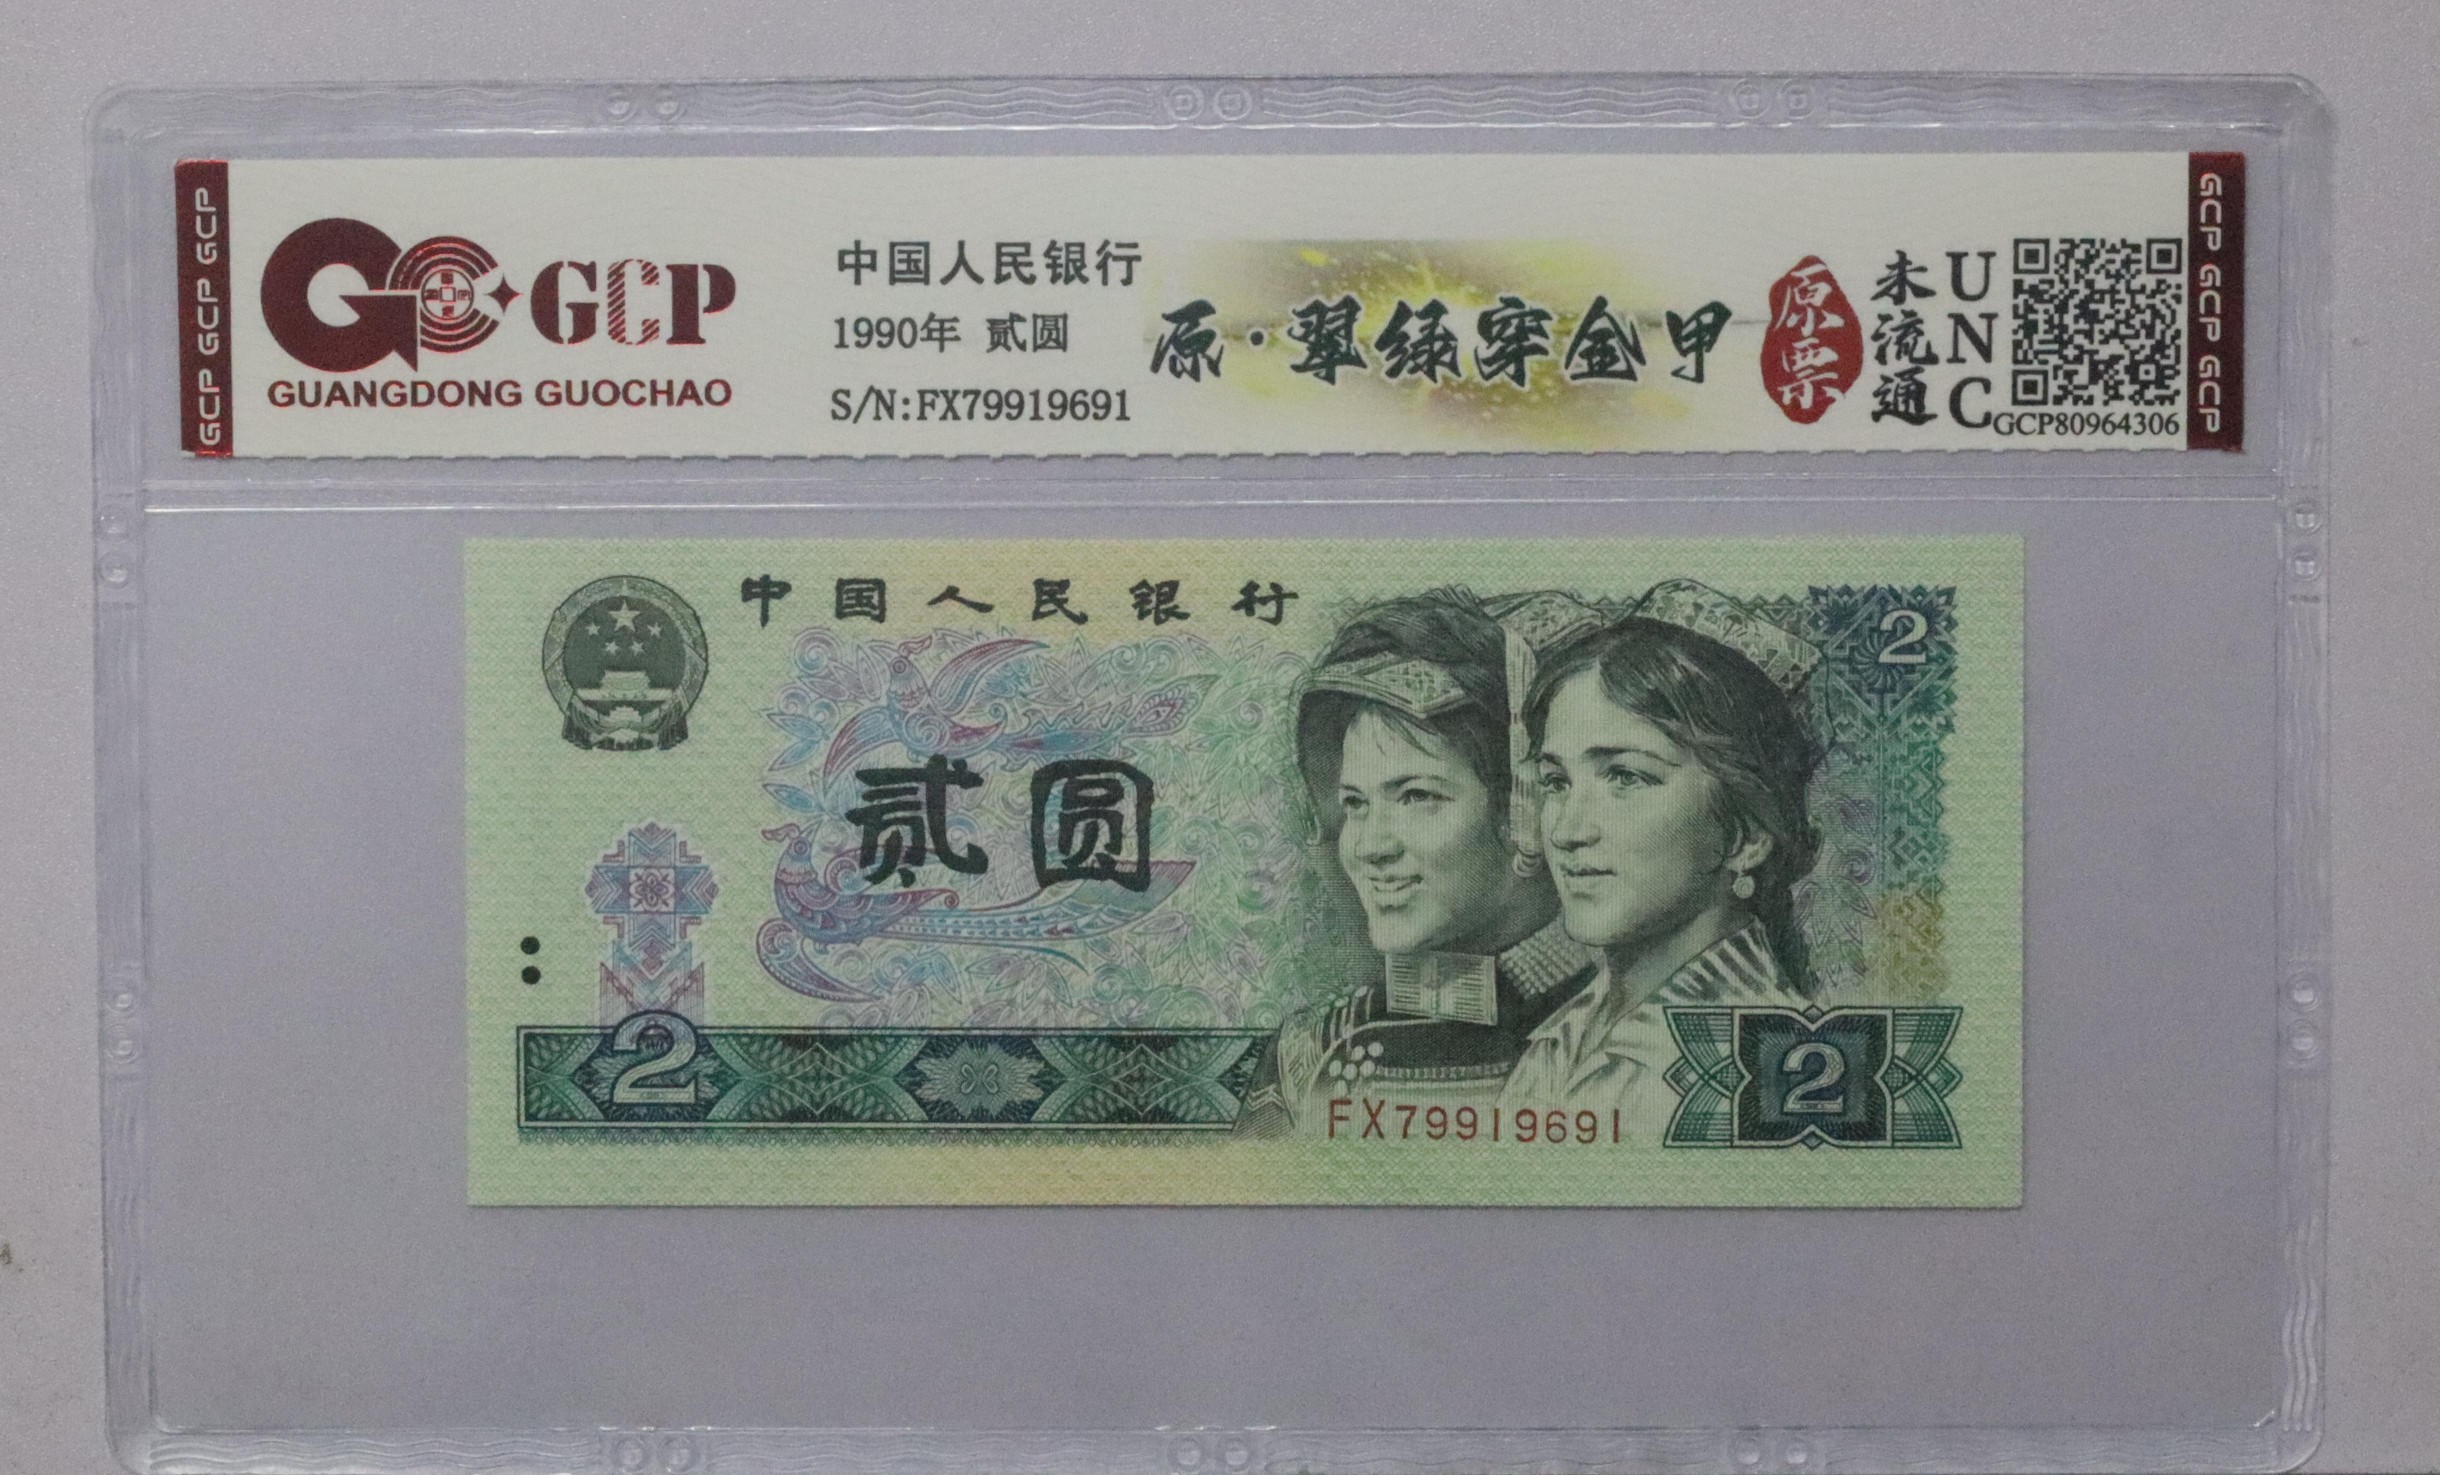 GCP GCP GCP
GCP
GUANGDONG GUOCHAO
中国人民银行
1990年 贰圆
S/N:FX79919691
原·翠绿穿金甲
原票
未流通
UNC
GCP80964306
GCP GCP GCP
中国人民银行
2
贰圆
2
2
FX79919691